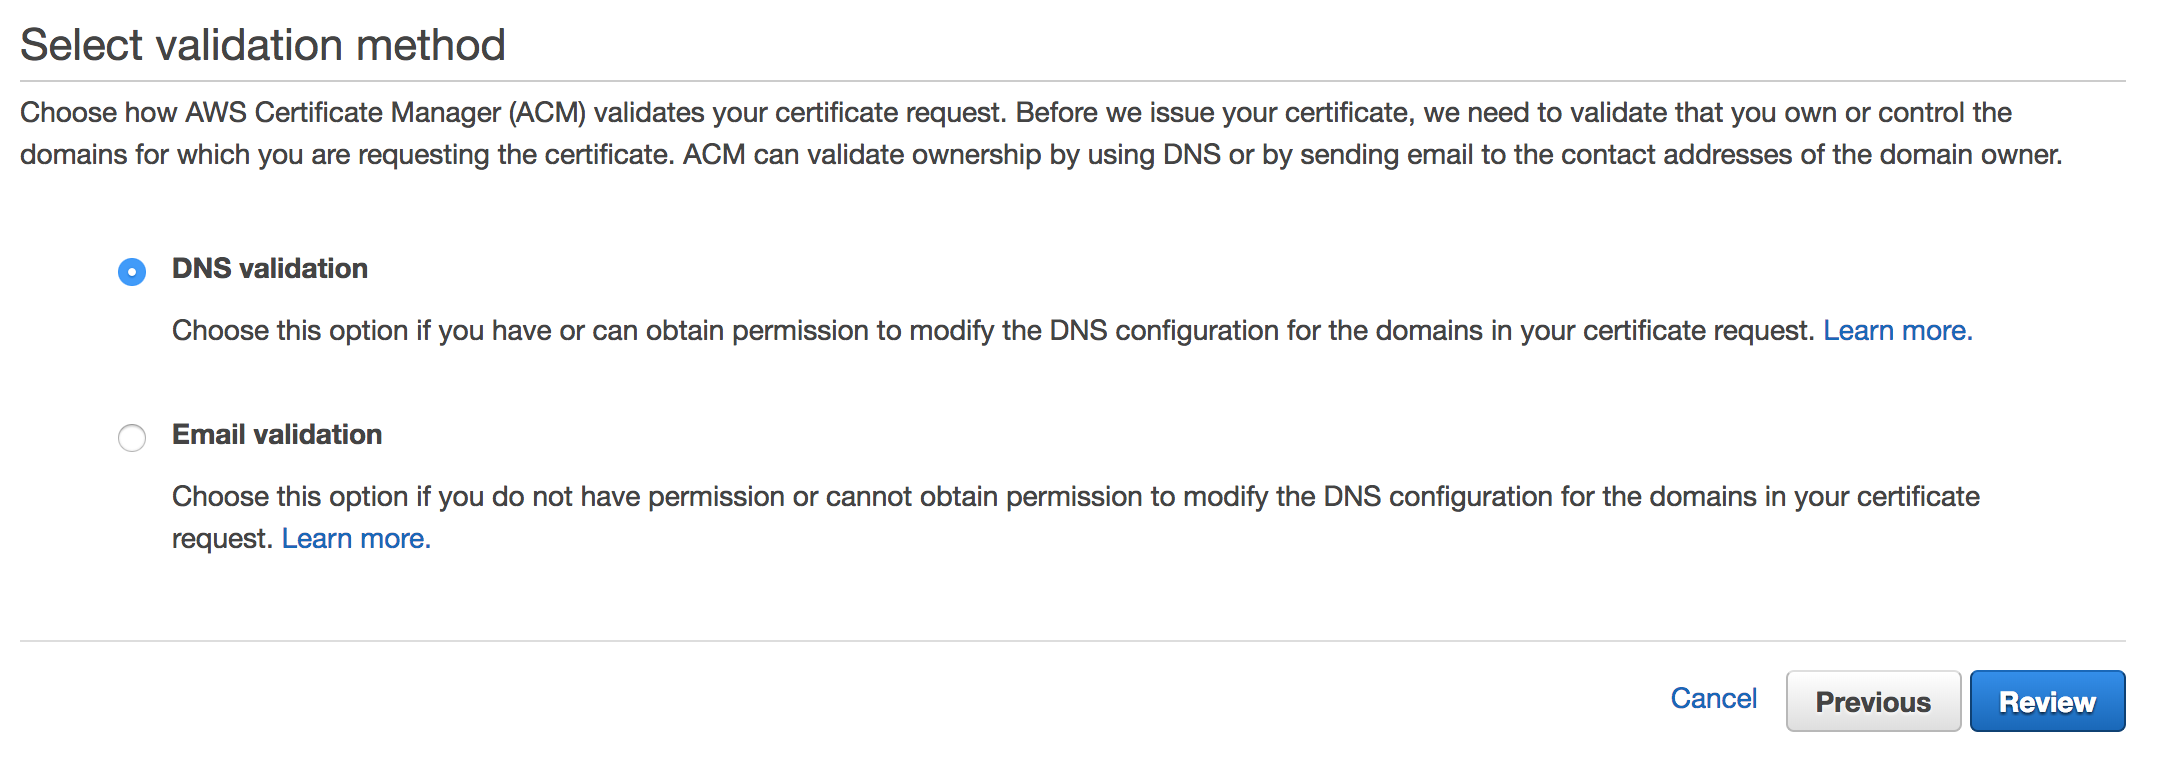 Select validation method
Choose how AWS Certificate Manager (ACM) validates your certificate request. Before we issue your certificate, we need to validate that you own or control the
domains for which you are requesting the certificate. ACM can validate ownership by using DNS or by sending email to the contact addresses of the domain owner.
DNS validation
Choose this option if you have or can obtain permission to modify the DNS configuration for the domains in your certificate request. Learn more.
Email validation
Choose this option if you do not have permission or cannot obtain permission to modify the DNS configuration for the domains in your certificate
request. Learn more.
Cancel Previous Review